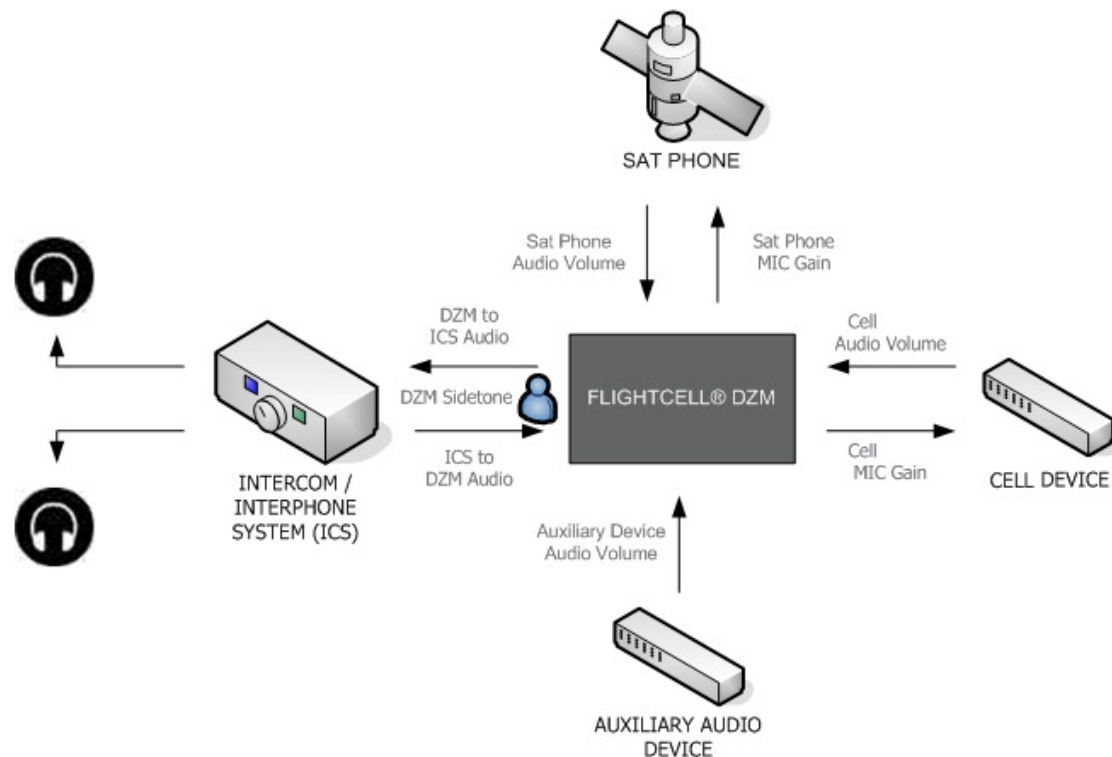 SAT PHONE
Sat Phone
Audio Volume
Sat Phone
MIC Gain
DZM to
ICS Audio
DZM Sidetone
ICS to
DZM Audio
FLIGHTCELL® DZM
Cell
Audio Volume
Cell
MIC Gain
CELL DEVICE
INTERCOM /
INTERPHONE
SYSTEM (ICS)
Auxiliary Device
Audio Volume
AUXILIARY AUDIO
DEVICE